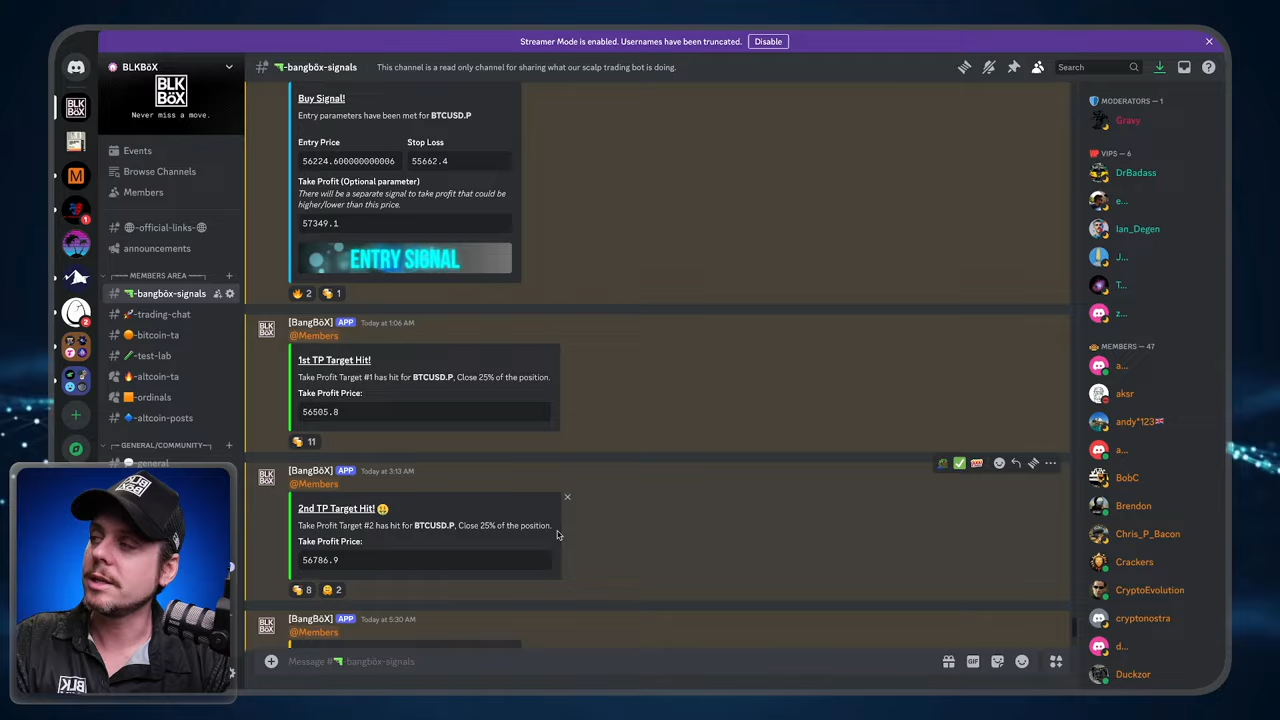 Streamer Mode is enabled. Usernames have been truncated.
Disable
BLKBöX
BLK
BÖX
Never miss a move.
Events
Browse Channels
Members
-official-links-
announcements
MEMBERS AREA
-bangböx-signals
-trading-chat
-bitcoin-ta
-test-lab
-altcoin-ta
-ordinals
-altcoin-posts
GENERAL/COMMUNITY
-general
-bangböx-signals
This channel is a read only channel for sharing what our scalp trading bot is doing.
Search
Buy Signal!
Entry parameters have been met for BTCUSD.P
Entry Price
Stop Loss
56224.600000000006
55662.4
Take Profit (Optional parameter)
There will be a separate signal to take profit that could be
higher/lower than this price.
57349.1
ENTRY SIGNAL
2
1
[BangBöX] APP Today at 1:06 AM
@Members
1st TP Target Hit!
Take Profit Target #1 has hit for BTCUSD.P, Close 25% of the position.
Take Profit Price:
56505.8
11
[BangBöX] APP Today at 3:13 AM
@Members
2nd TP Target Hit!
Take Profit Target #2 has hit for BTCUSD.P, Close 25% of the position.
Take Profit Price:
56786.9
8
2
[BangBöX] APP Today at 5:30 AM
@Members
Message #-bangböx-signals
GIF
MODERATORS — 1
Gravy
VIPS — 6
DrBadass
e...
Ian_Degen
J...
T...
z...
MEMBERS — 47
a...
aksr
andy*123
a...
BobC
Brendon
Chris_P_Bacon
Crackers
CryptoEvolution
cryptonostra
d...
Duckzor